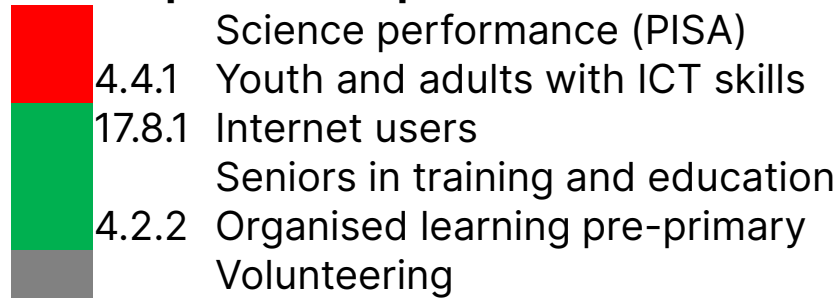 Science performance (PISA)
4.4.1 Youth and adults with ICT skills
17.8.1 Internet users
Seniors in training and education
4.2.2 Organised learning pre-primary
Volunteering